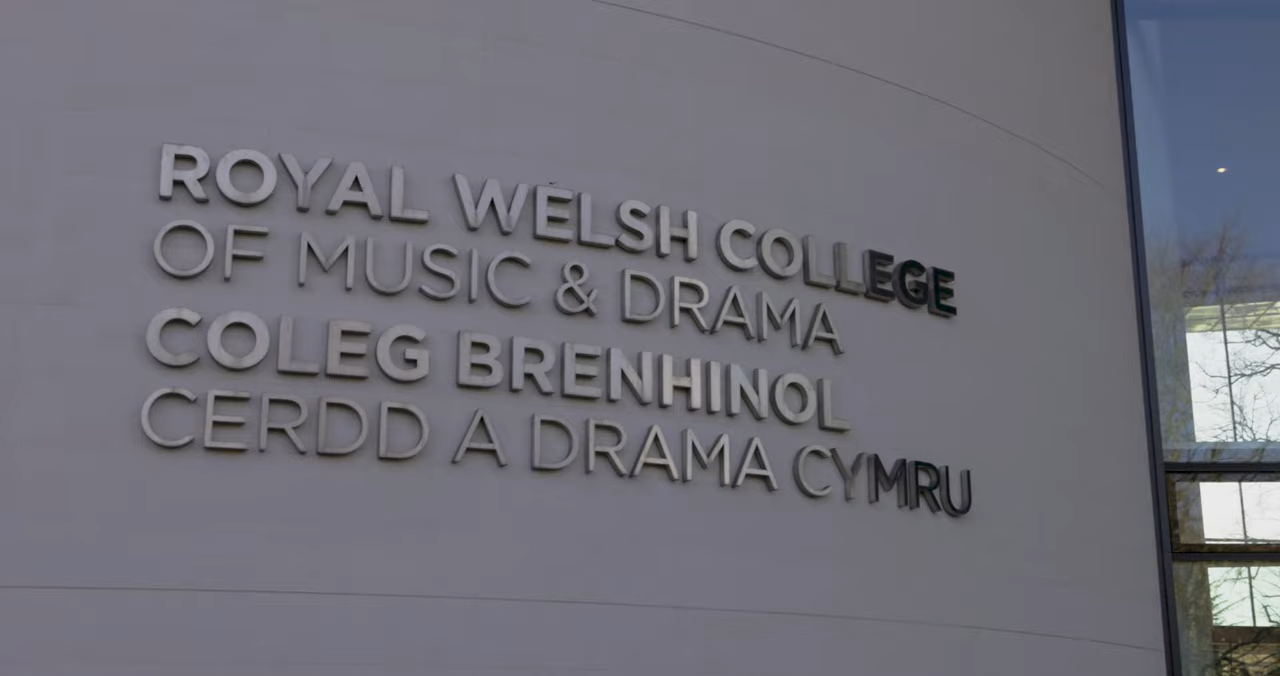 ROYAL WELSH COLLEGE
OF MUSIC & DRAMA
COLEG BRENHINOL
CERDD A DRAMA CYMRU